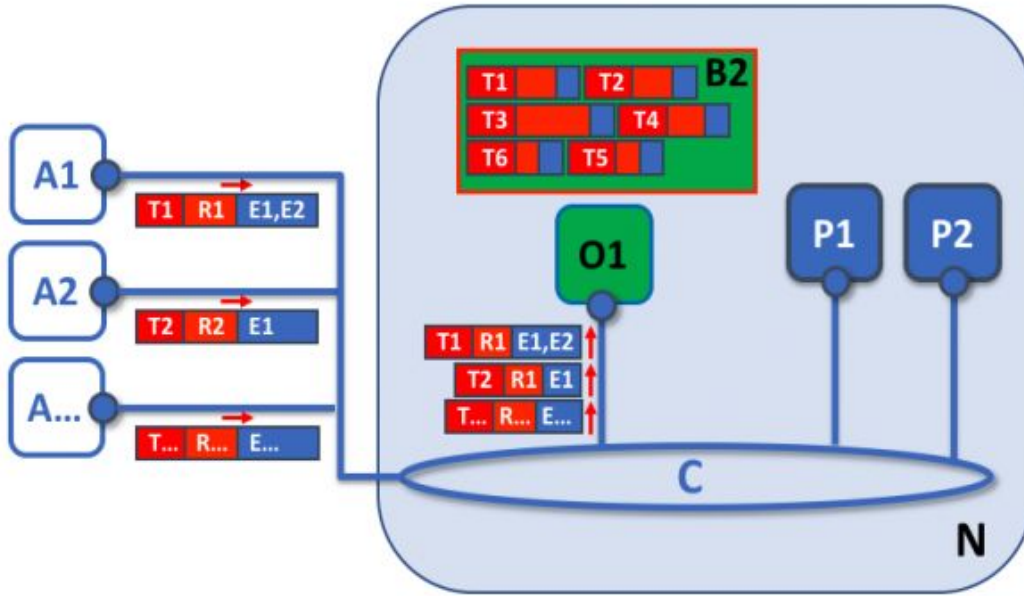 B2
T1 T2
T3 T4
T6 T5
A1
T1 R1 E1,E2
A2
T2 R2 E1
A...
T... R... E...
O1
P1 P2
T1 R1 E1,E2
T2 R1 E1
T... R... E...
C
N